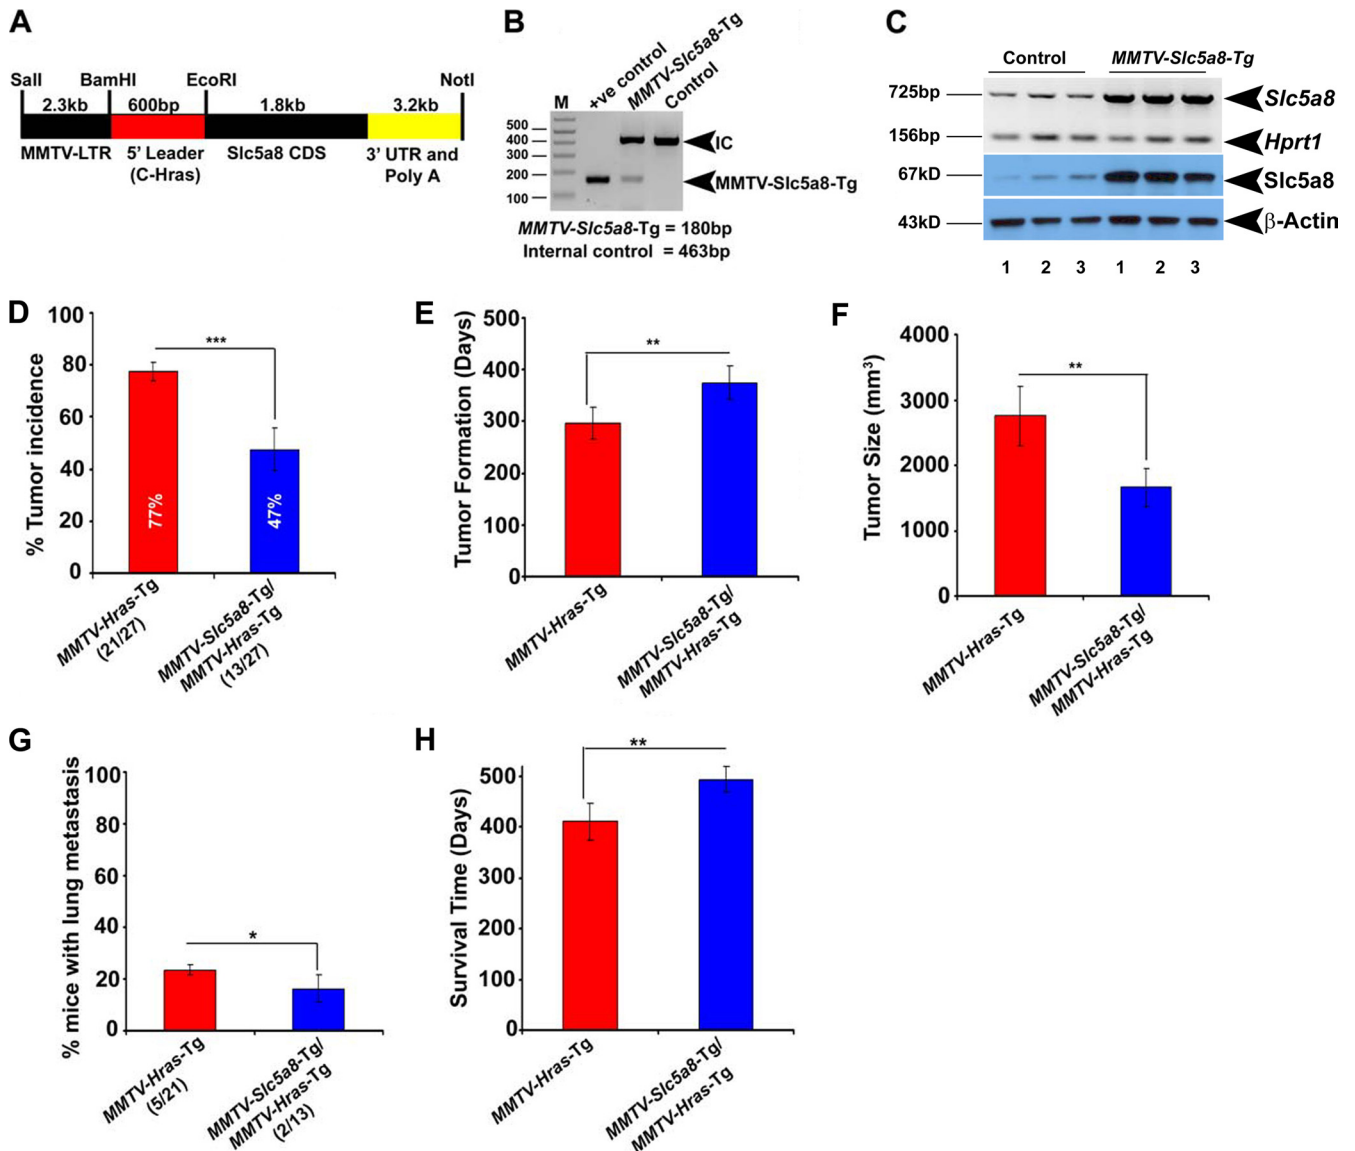 A
SalI BamHI EcoRI NotI
2.3kb 600bp 1.8kb 3.2kb
MMTV-LTR 5' Leader (C-Hras) Slc5a8 CDS 3' UTR and Poly A
B
+ve control
MMTV-Slc5a8-Tg
Control
M
500
400
300
200
100
IC
MMTV-Slc5a8-Tg
MMTV-Slc5a8-Tg = 180bp
Internal control = 463bp
C
Control MMTV-Slc5a8-Tg
725bp Slc5a8
156bp Hprt1
67kD Slc5a8
43kD β-Actin
1 2 3 1 2 3
D
% Tumor incidence
100
80
60
40
20
0
***
77%
47%
MMTV-Hras-Tg
(21/27)
MMTV-Slc5a8-Tg/
MMTV-Hras-Tg
(13/27)
E
Tumor Formation (Days)
500
400
300
200
100
0
**
MMTV-Hras-Tg
MMTV-Slc5a8-Tg/
MMTV-Hras-Tg
F
Tumor Size (mm³)
4000
3000
2000
1000
0
**
MMTV-Hras-Tg
MMTV-Slc5a8-Tg/
MMTV-Hras-Tg
G
% mice with lung metastasis
100
80
60
40
20
0
*
MMTV-Hras-Tg
(5/21)
MMTV-Slc5a8-Tg/
MMTV-Hras-Tg
(2/13)
H
Survival Time (Days)
500
400
300
200
100
0
**
MMTV-Hras-Tg
MMTV-Slc5a8-Tg/
MMTV-Hras-Tg